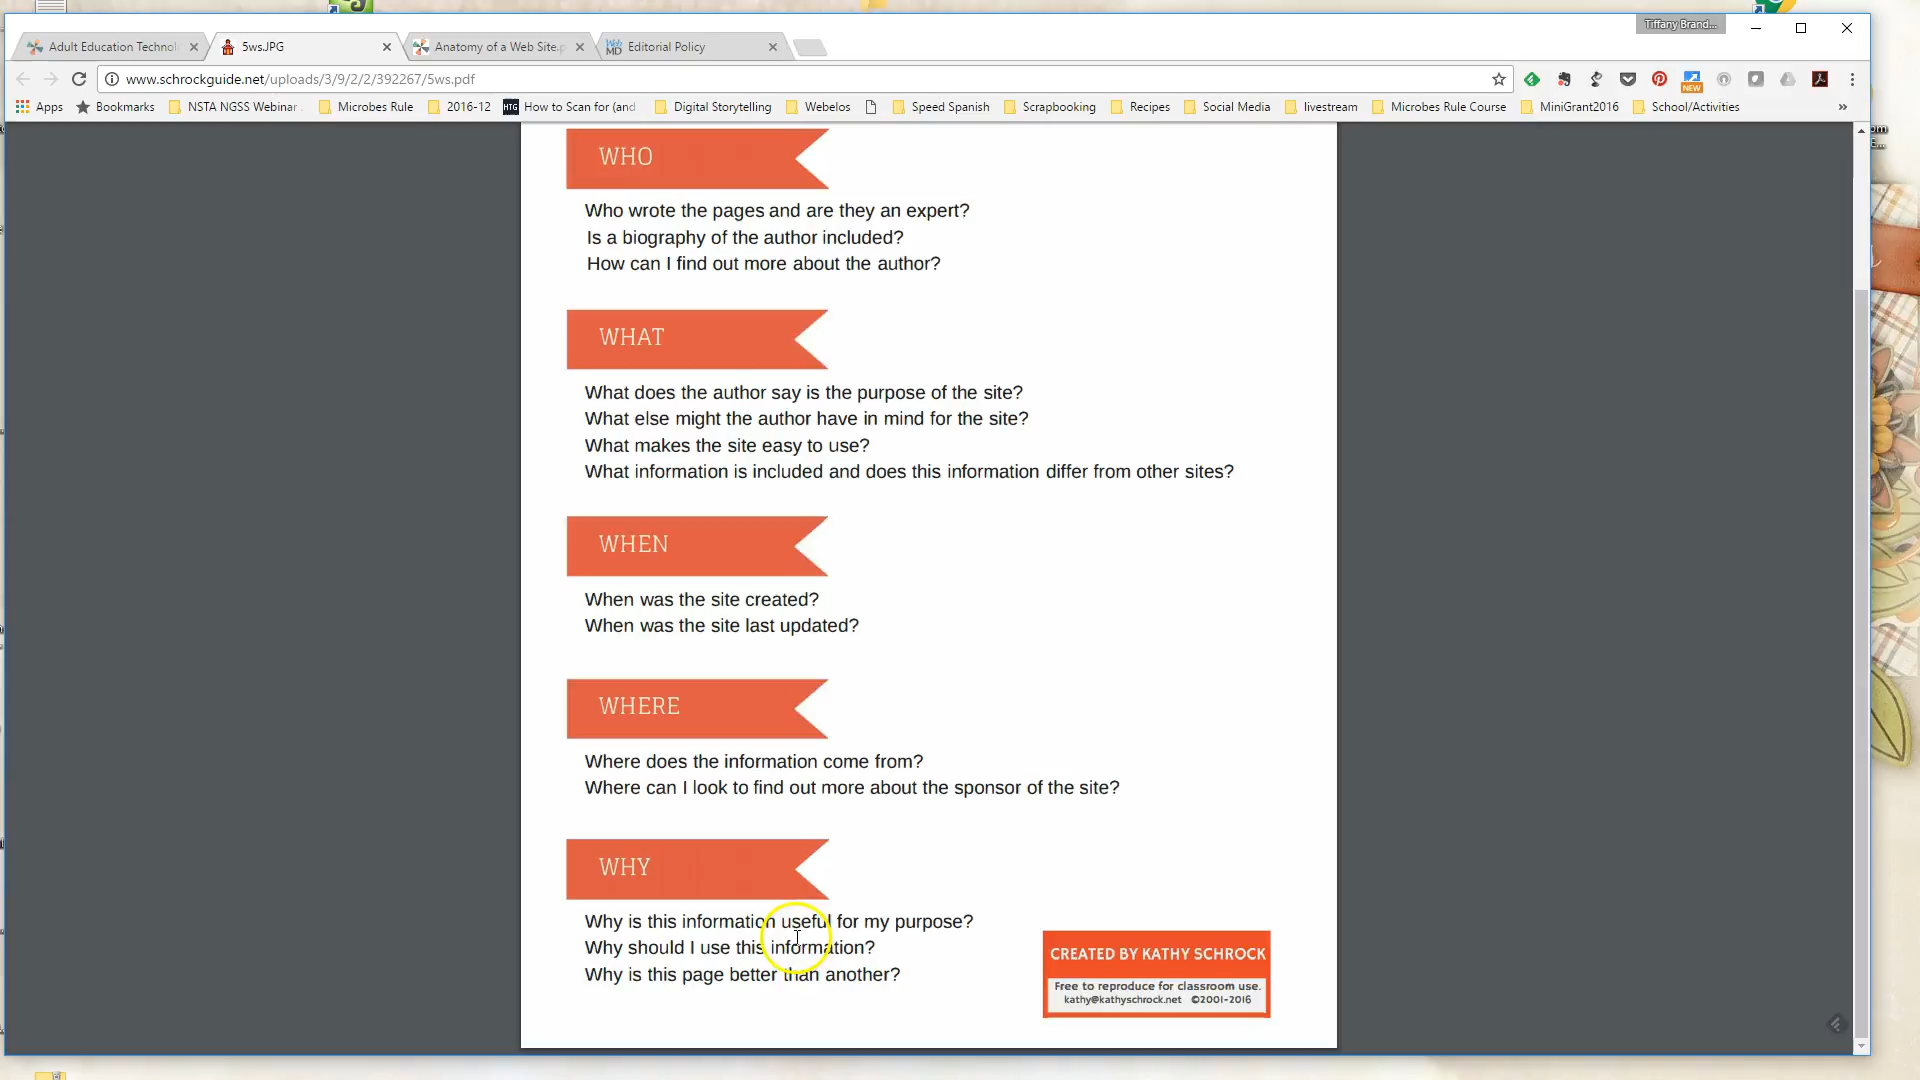 Tiffany Brand...
Adult Education Technol
5ws.JPG
Anatomy of a Web Site.p
Web MD Editorial Policy
www.schrockguide.net/uploads/3/9/2/2/392267/5ws.pdf
NEW
Apps
Bookmarks
NSTA NGSS Webinar
Microbes Rule
2016-12
HTG How to Scan for (and
Digital Storytelling
Webelos
Speed Spanish
Scrapbooking
Recipes
Social Media
livestream
Microbes Rule Course
MiniGrant2016
School/Activities
»
WHO
Who wrote the pages and are they an expert?
Is a biography of the author included?
How can I find out more about the author?
WHAT
What does the author say is the purpose of the site?
What else might the author have in mind for the site?
What makes the site easy to use?
What information is included and does this information differ from other sites?
WHEN
When was the site created?
When was the site last updated?
WHERE
Where does the information come from?
Where can I look to find out more about the sponsor of the site?
WHY
Why is this information useful for my purpose?
Why should I use this information?
Why is this page better than another?
CREATED BY KATHY SCHROCK
Free to reproduce for classroom use.
kathy@kathyschrock.net ©2001-2016